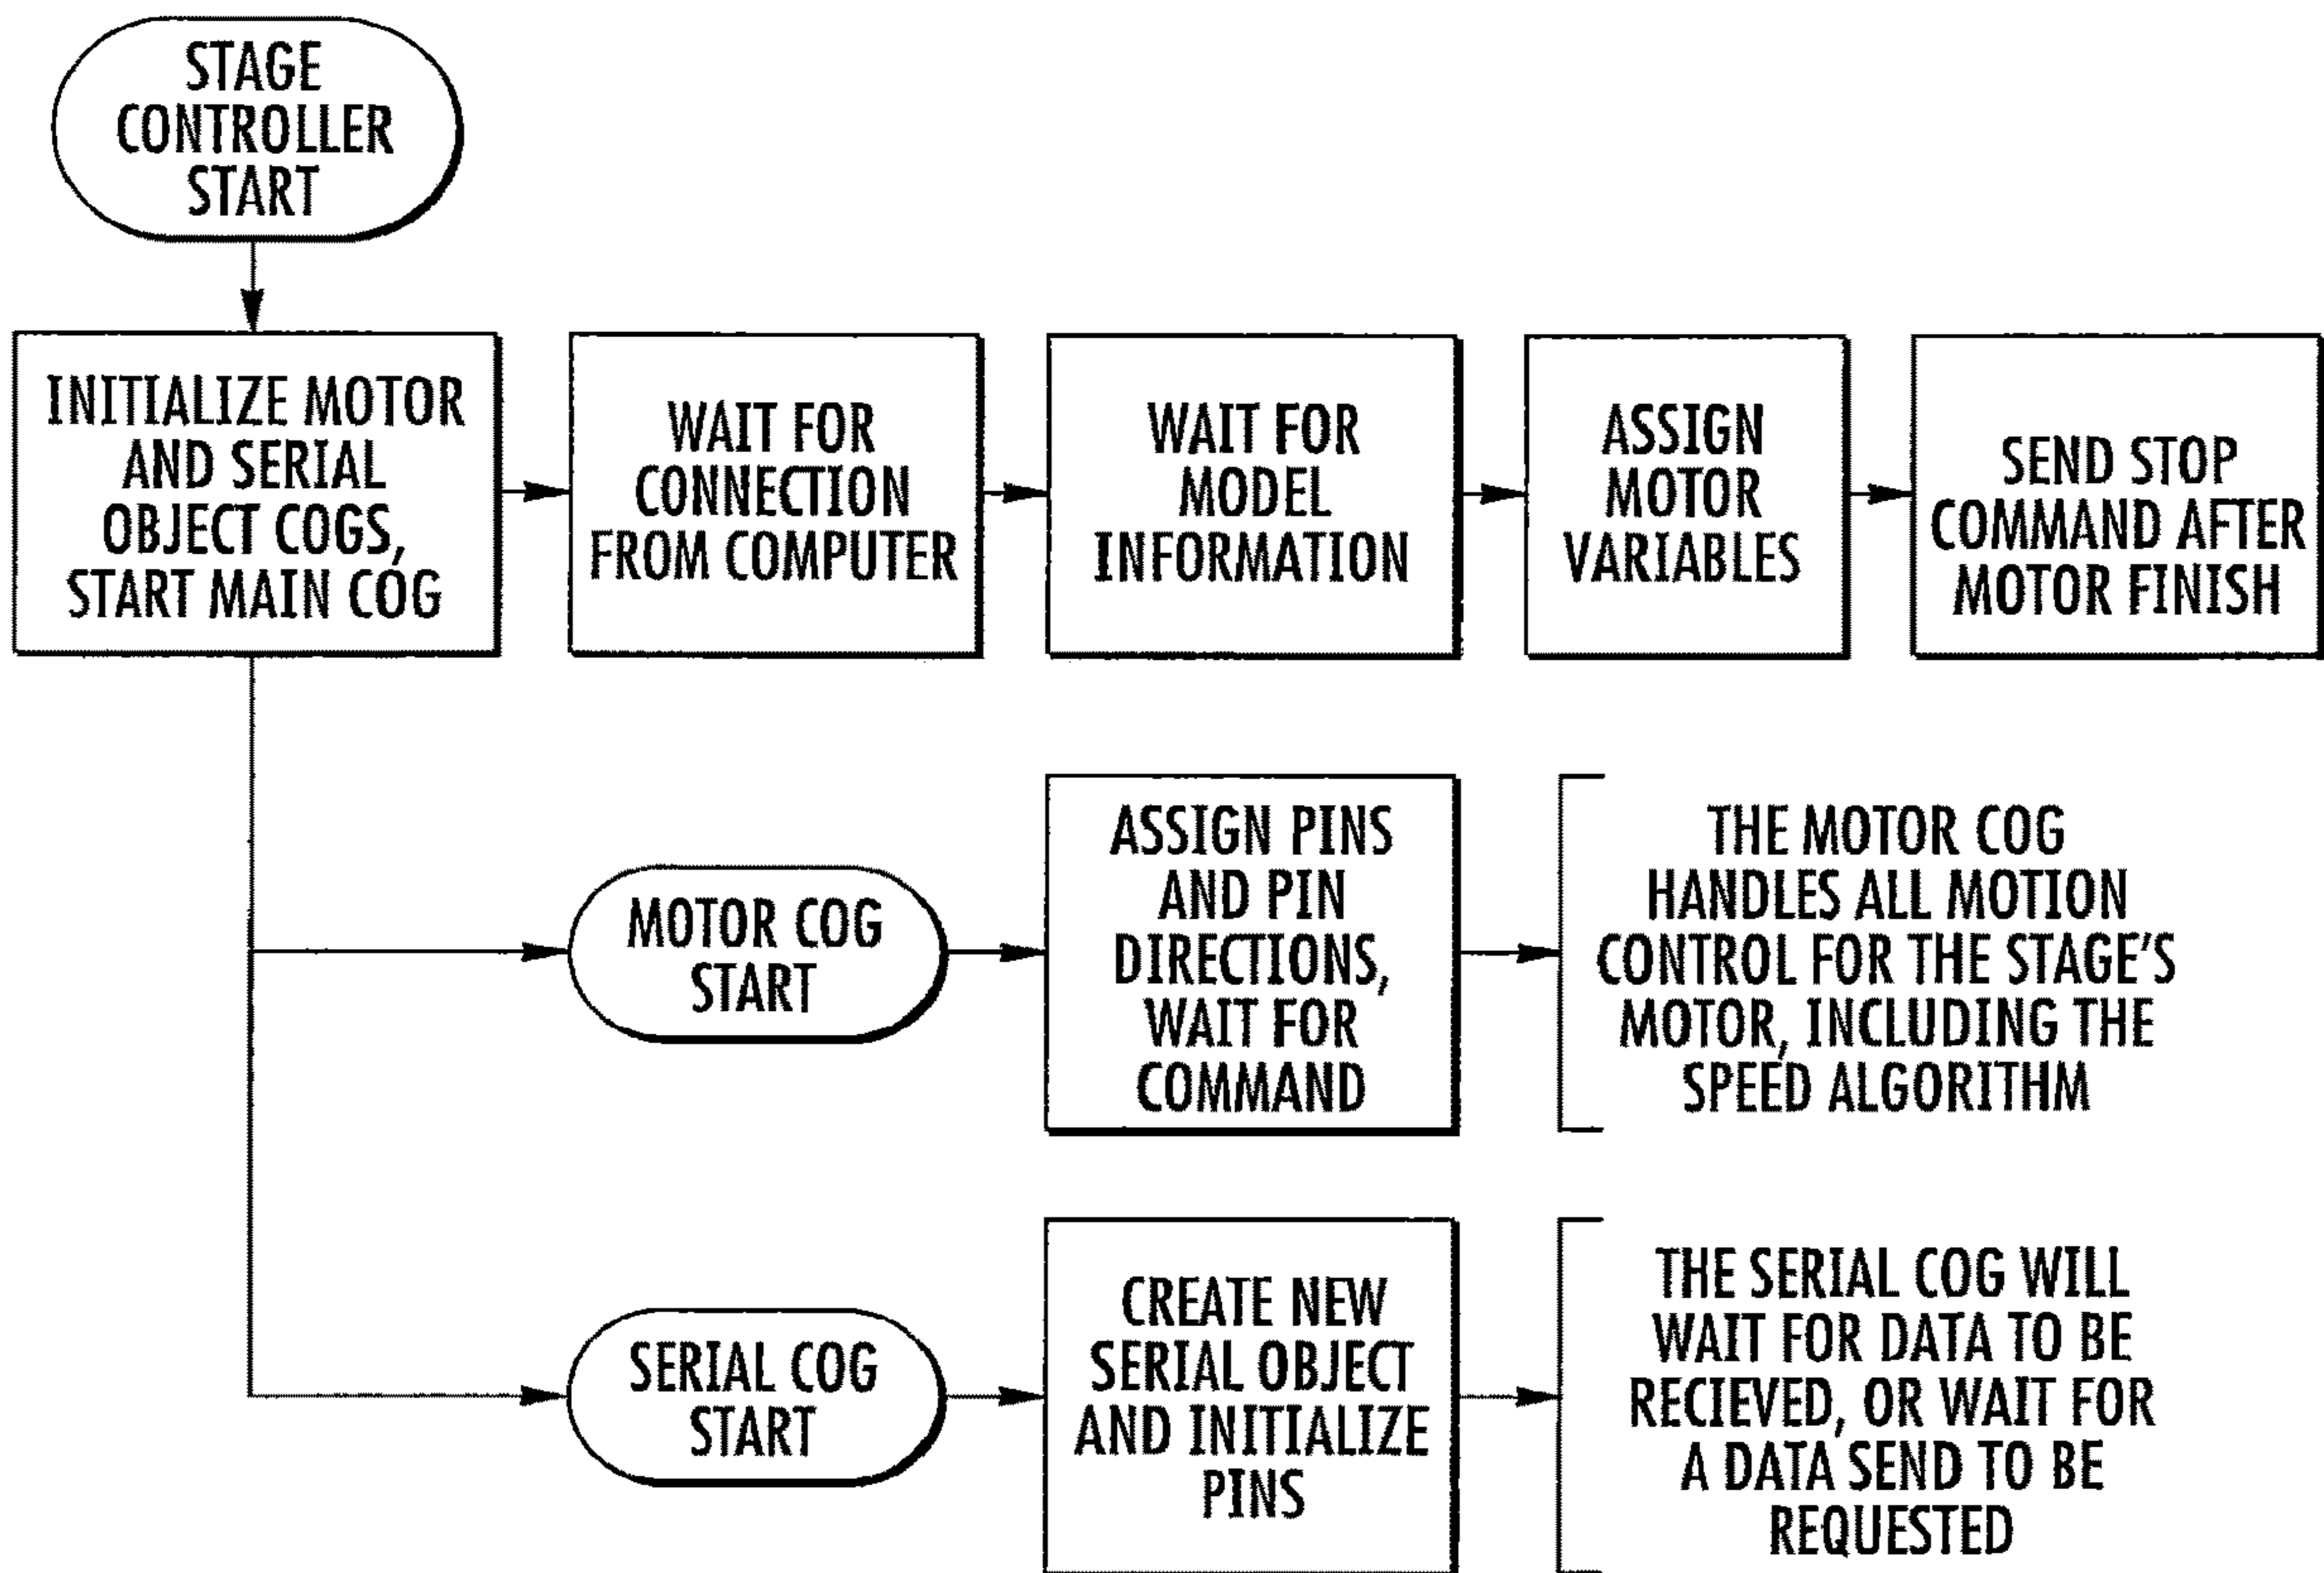 STAGE
CONTROLLER
START
INITIALIZE MOTOR
AND SERIAL
OBJECT COGS,
START MAIN COG
WAIT FOR
CONNECTION
FROM COMPUTER
WAIT FOR
MODEL
INFORMATION
ASSIGN
MOTOR
VARIABLES
SEND STOP
COMMAND AFTER
MOTOR FINISH
MOTOR COG
START
ASSIGN PINS
AND PIN
DIRECTIONS,
WAIT FOR
COMMAND
THE MOTOR COG
HANDLES ALL MOTION
CONTROL FOR THE STAGE'S
MOTOR, INCLUDING THE
SPEED ALGORITHM
SERIAL COG
START
CREATE NEW
SERIAL OBJECT
AND INITIALIZE
PINS
THE SERIAL COG WILL
WAIT FOR DATA TO BE
RECIEVED, OR WAIT FOR
A DATA SEND TO BE
REQUESTED